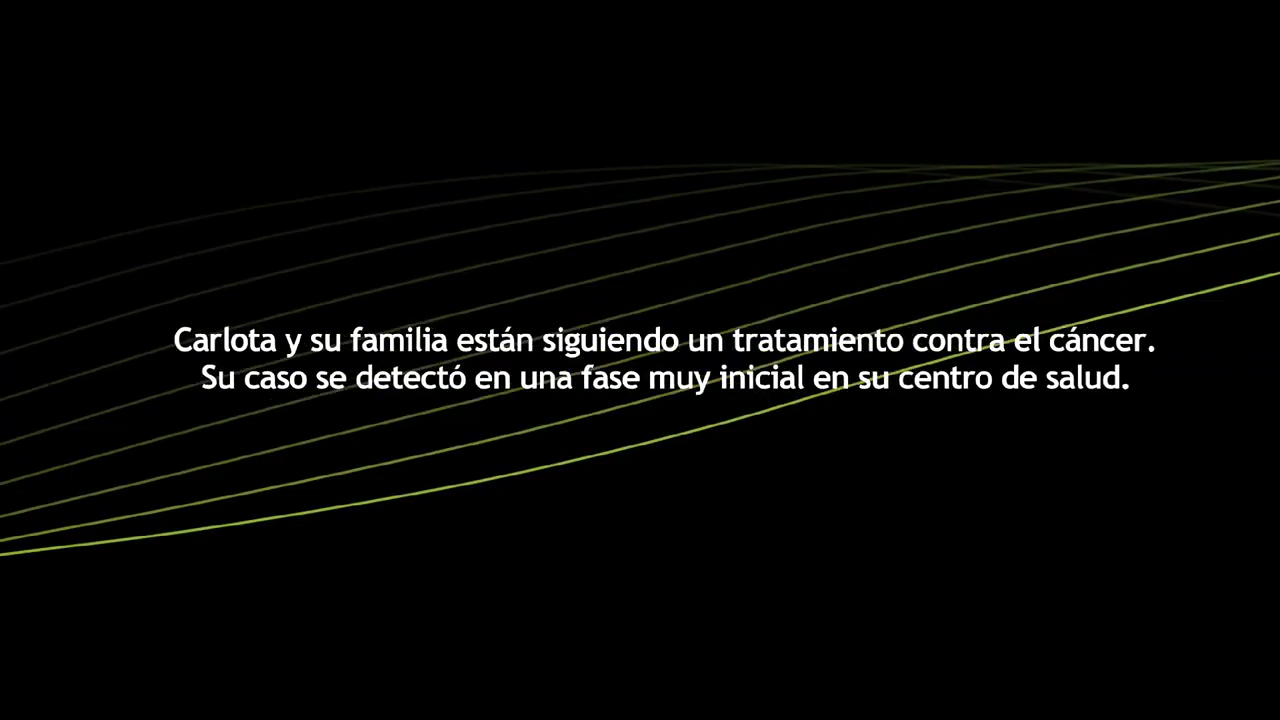 Carlota y su familia están siguiendo un tratamiento contra el cáncer.
Su caso se detectó en una fase muy inicial en su centro de salud.